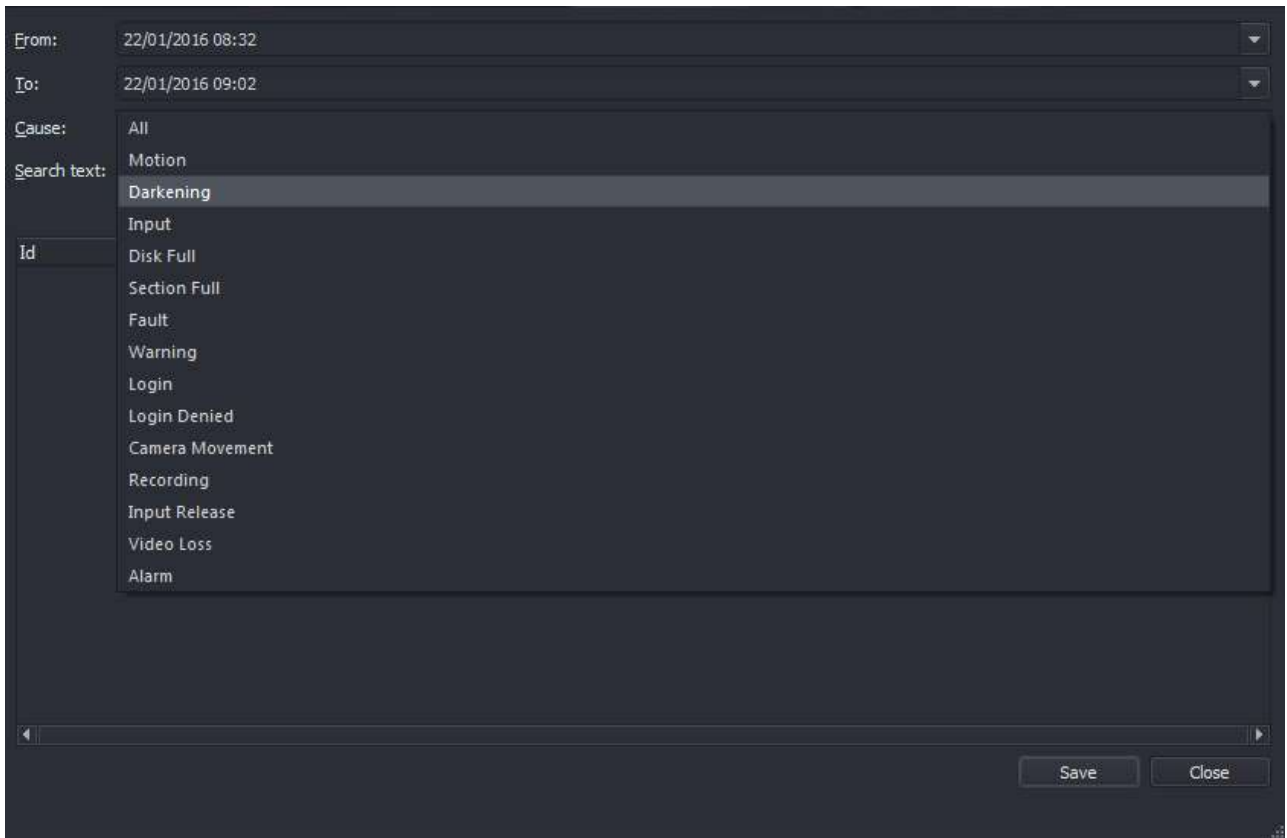 From: 22/01/2016 08:32
To: 22/01/2016 09:02
Cause: All
Motion
Search text:
Darkening
Input
Id
Disk Full
Section Full
Fault
Warning
Login
Login Denied
Camera Movement
Recording
Input Release
Video Loss
Alarm
Save Close